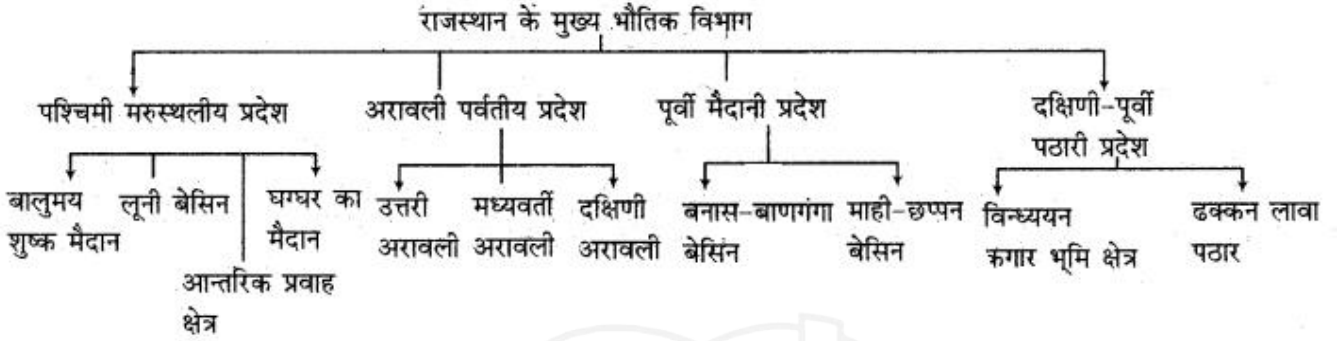 राजस्थान के मुख्य भौतिक विभाग
पश्चिमी मरुस्थलीय प्रदेश
अरावली पर्वतीय प्रदेश
पूर्वी मैदानी प्रदेश
दक्षिणी-पूर्वी
पठारी प्रदेश
बालुमय
शुष्क मैदान
लूनी बेसिन
आन्तरिक प्रवाह
क्षेत्र
घग्घर का
मैदान
उत्तरी
अरावली
मध्यवर्ती
अरावली
दक्षिणी
अरावली
बनास-बाणगंगा
बेसिन
माही-छप्पन
बेसिन
विन्ध्ययन
कगार भूमि क्षेत्र
ढक्कन लावा
पठार